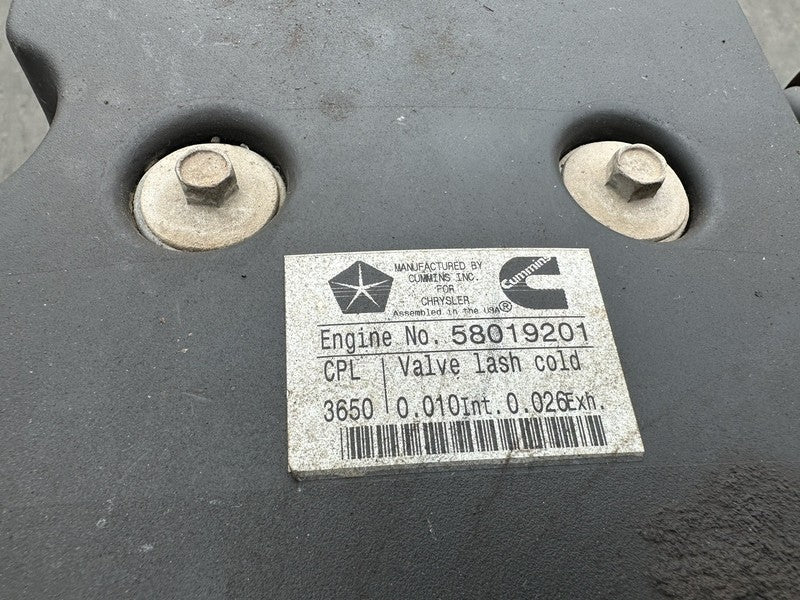 MANUFACTURED BY
CUMMINS INC.
FOR
CHRYSLER
Assembled in the USA®
Cummins
Engine No. 58019201
CPL Valve lash cold
3650 0.010Int. 0.026Exh.